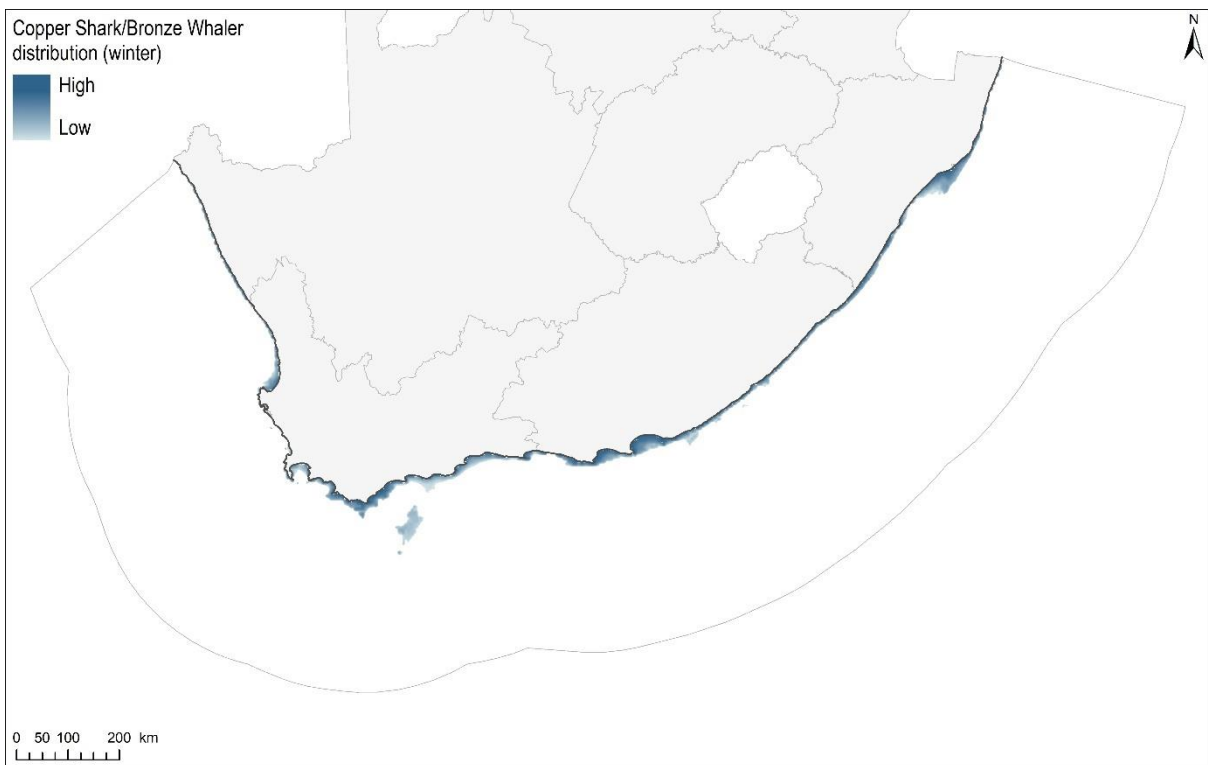 Copper Shark/Bronze Whaler
distribution (winter)
High
Low
N
0 50 100 200 km